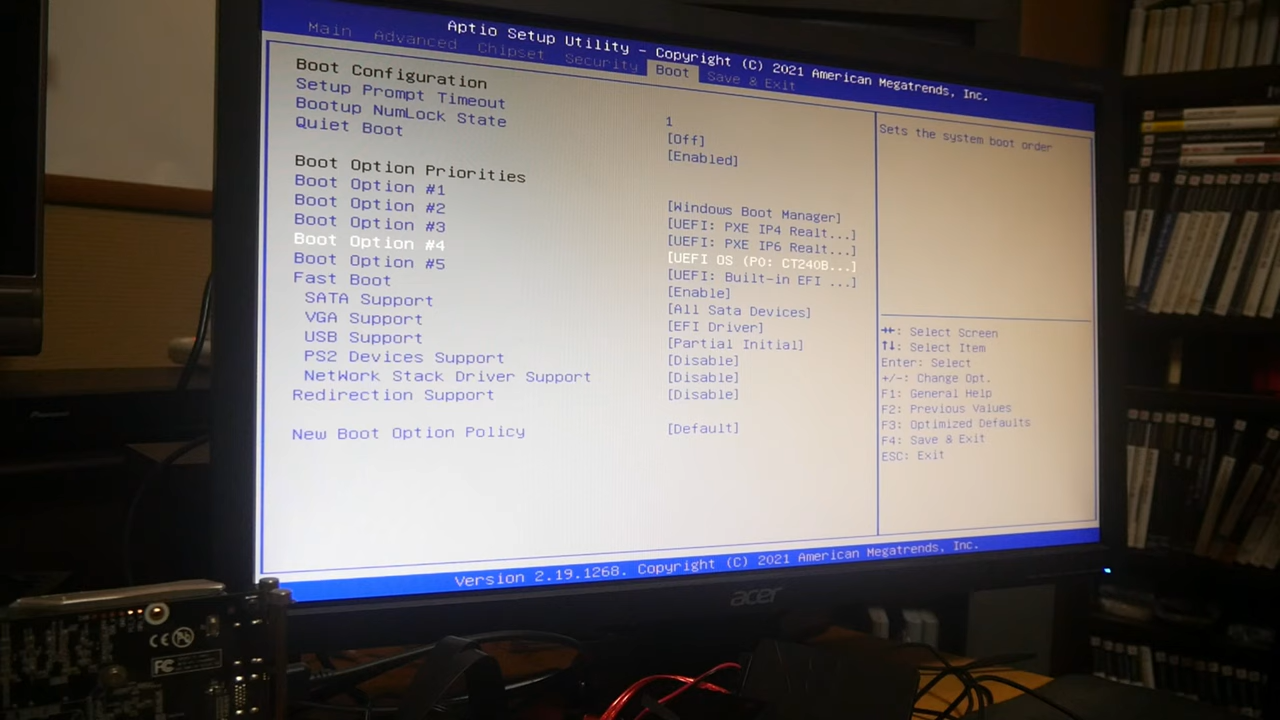 Aptio Setup Utility - Copyright (C) 2021 American Megatrends, Inc.
Main Advanced Chipset Security Boot Save & Exit
Boot Configuration
Setup Prompt Timeout 1
Bootup NumLock State [Off]
Quiet Boot [Enabled]
Boot Option Priorities
Boot Option #1 [Windows Boot Manager]
Boot Option #2 [UEFI: PXE IP4 Realt...]
Boot Option #3 [UEFI: PXE IP6 Realt...]
Boot Option #4 [UEFI OS (P0: CT240B...]
Boot Option #5 [UEFI: Built-in EFI ...]
Fast Boot [Enable]
SATA Support [All Sata Devices]
VGA Support [EFI Driver]
USB Support [Partial Initial]
PS2 Devices Support [Disable]
NetWork Stack Driver Support [Disable]
Redirection Support [Disable]
New Boot Option Policy [Default]
Sets the system boot order
→←: Select Screen
↑↓: Select Item
Enter: Select
+/-: Change Opt.
F1: General Help
F2: Previous Values
F3: Optimized Defaults
F4: Save & Exit
ESC: Exit
Version 2.19.1268. Copyright (C) 2021 American Megatrends, Inc.
acer
CE
FC
Pioneer